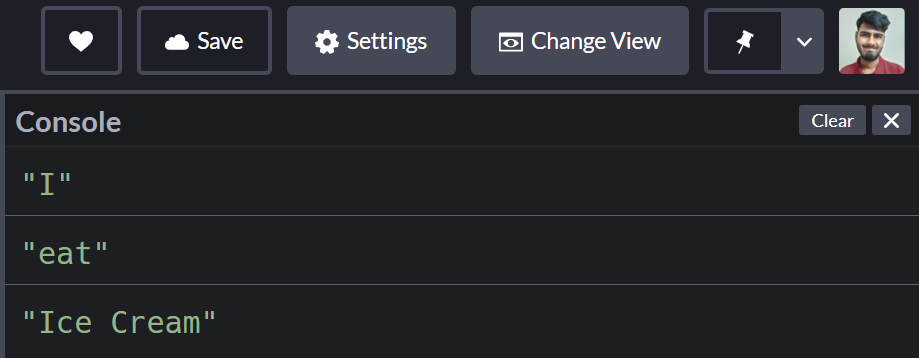 Save Settings Change View
Console Clear
"I"
"eat"
"Ice Cream"